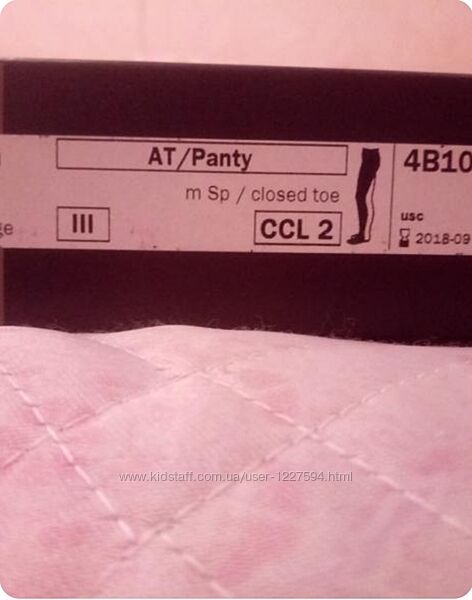 AT/Panty
m Sp / closed toe
III
CCL 2
4B10
usc
2018-09
www.kidstaff.com.ua/user-1227594.html